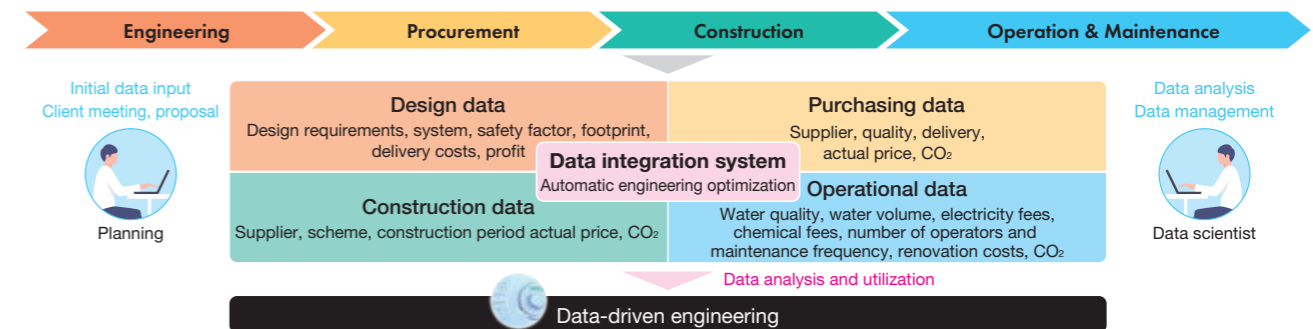 Engineering
Procurement
Construction
Operation & Maintenance
Initial data input
Client meeting, proposal
Planning
Design data
Design requirements, system, safety factor, footprint,
delivery costs, profit
Purchasing data
Supplier, quality, delivery,
actual price, CO₂
Data integration system
Automatic engineering optimization
Construction data
Supplier, scheme, construction period actual price, CO₂
Operational data
Water quality, water volume, electricity fees,
chemical fees, number of operators and
maintenance frequency, renovation costs, CO₂
Data analysis
Data management
Data scientist
Data analysis and utilization
Data-driven engineering